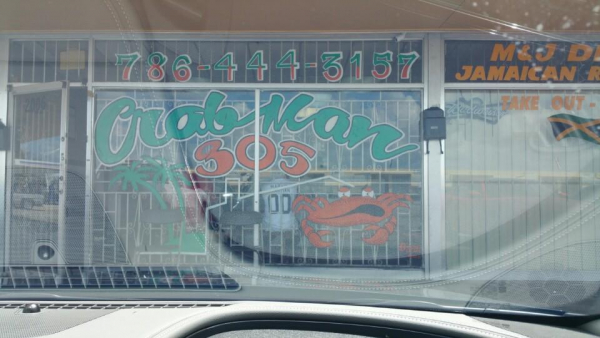 786-444-3157
Crab Man
305
M&J
JAMAICAN
TAKE OUT -